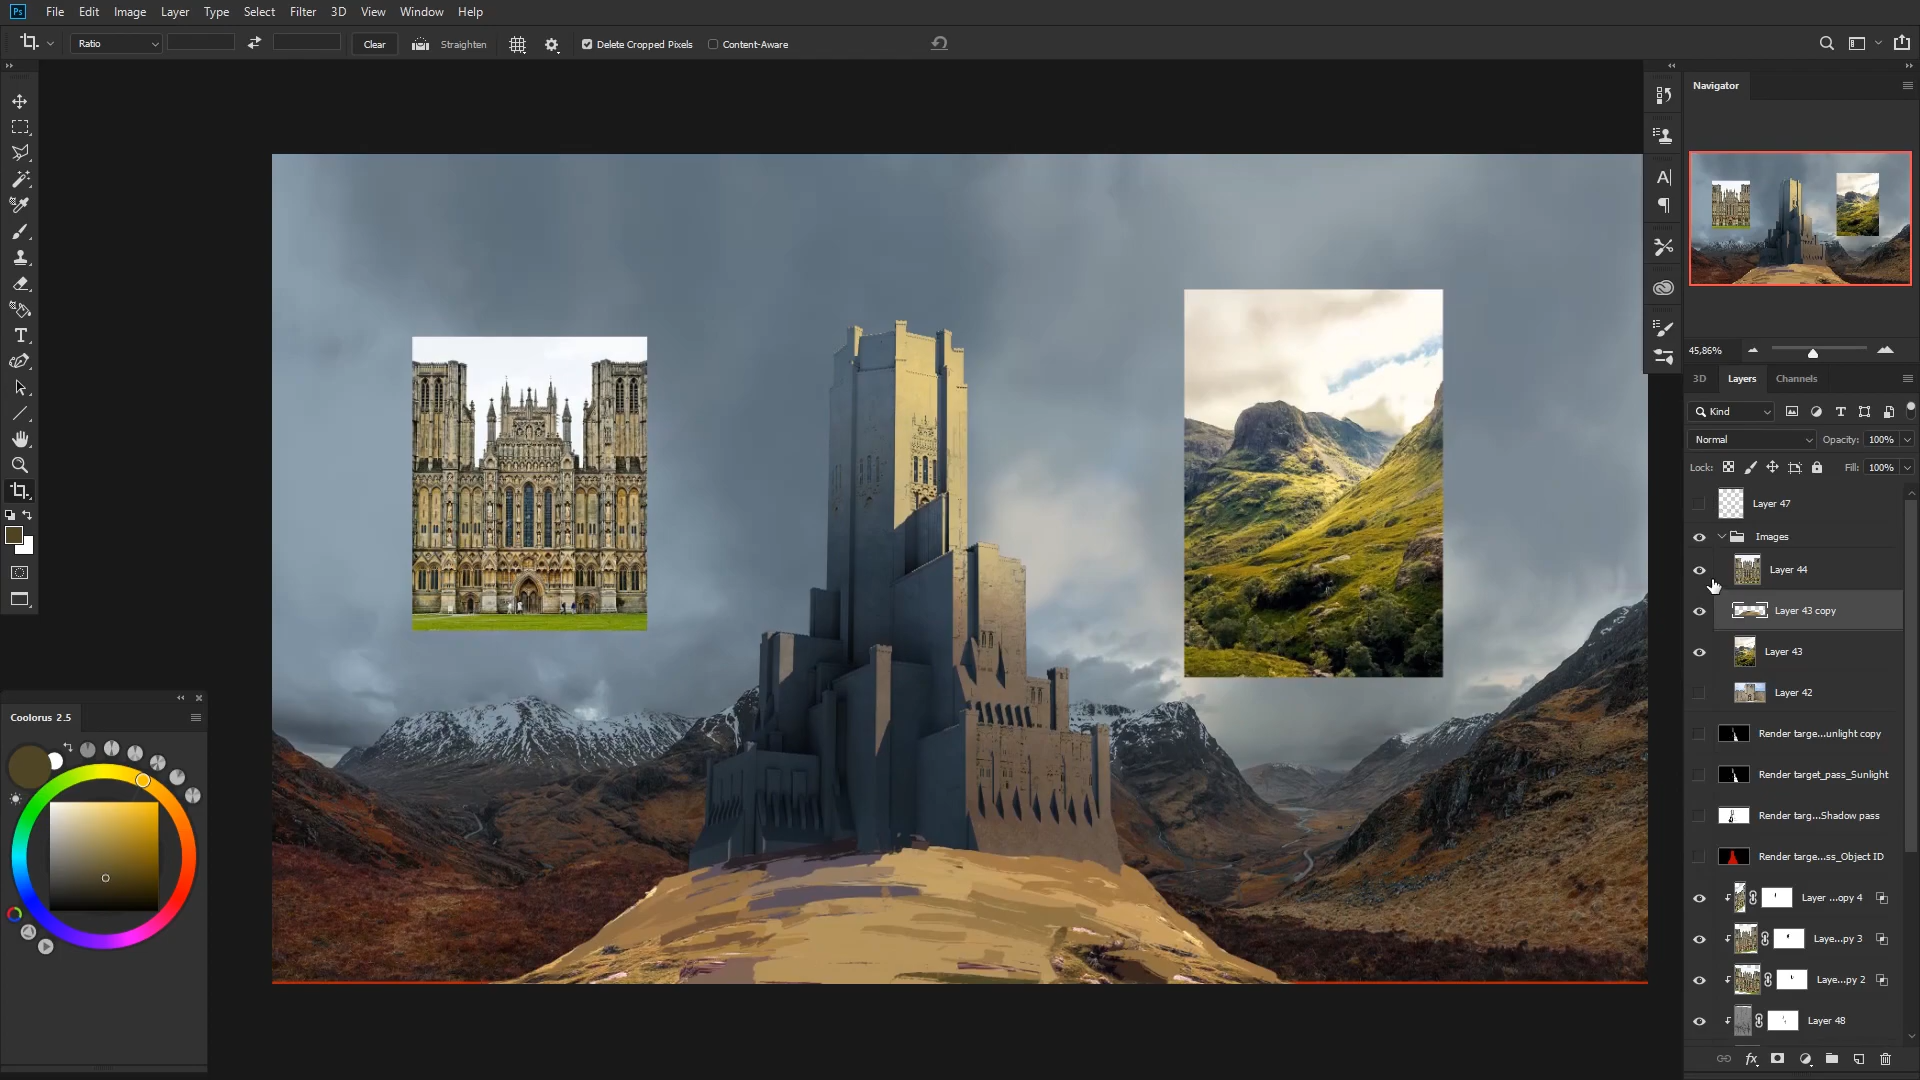 Ps File Edit Image Layer Type Select Filter 3D View Window Help
Ratio Clear Straighten Delete Cropped Pixels Content-Aware
Navigator
45,86%
3D Layers Channels
Kind
Normal Opacity: 100%
Lock: Fill: 100%
Layer 47
Images
Layer 44
Layer 43 copy
Layer 43
Layer 42
Render targe...unlight copy
Render target_pass_Sunlight
Render targ...Shadow pass
Render targe...ss_Object ID
Layer ...opy 4
Laye...py 3
Laye...py 2
Layer 48
fx
Coolorus 2.5